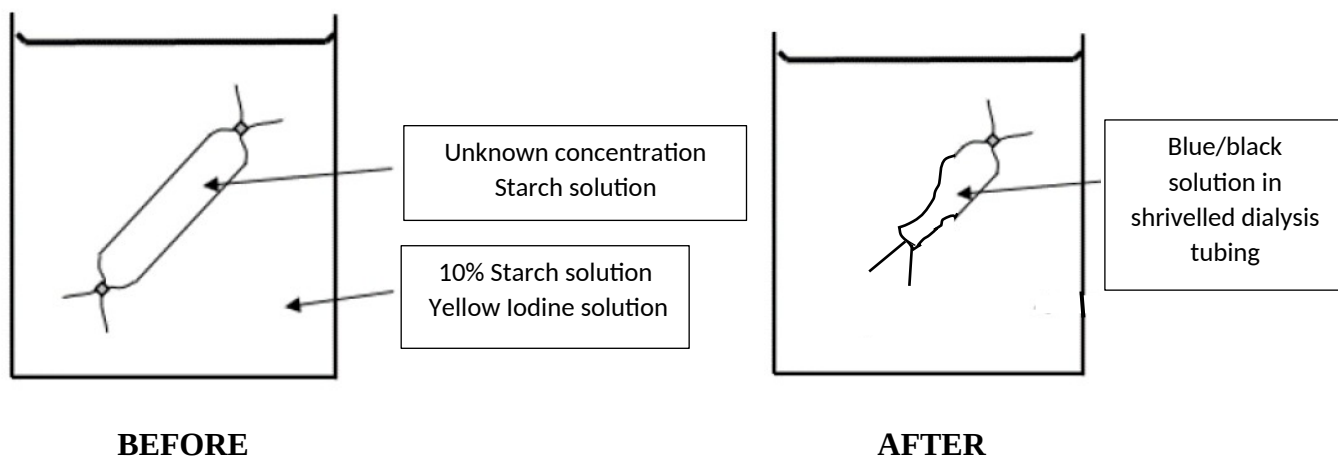 Unknown concentration
Starch solution
10% Starch solution
Yellow Iodine solution
Blue/black
solution in
shrivelled dialysis
tubing
BEFORE
AFTER